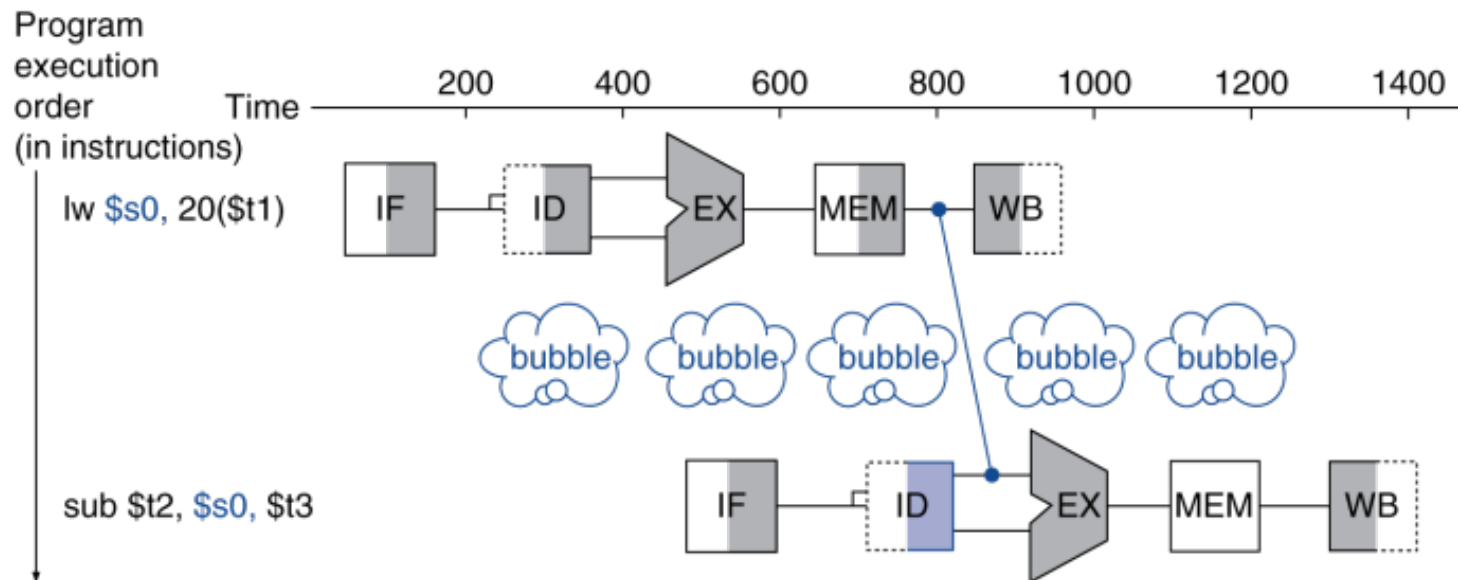 Program
execution
order
(in instructions)
Time
200 400 600 800 1000 1200 1400
lw $s0, 20($t1)
IF ID EX MEM WB
bubble bubble bubble bubble bubble
sub $t2, $s0, $t3
IF ID EX MEM WB